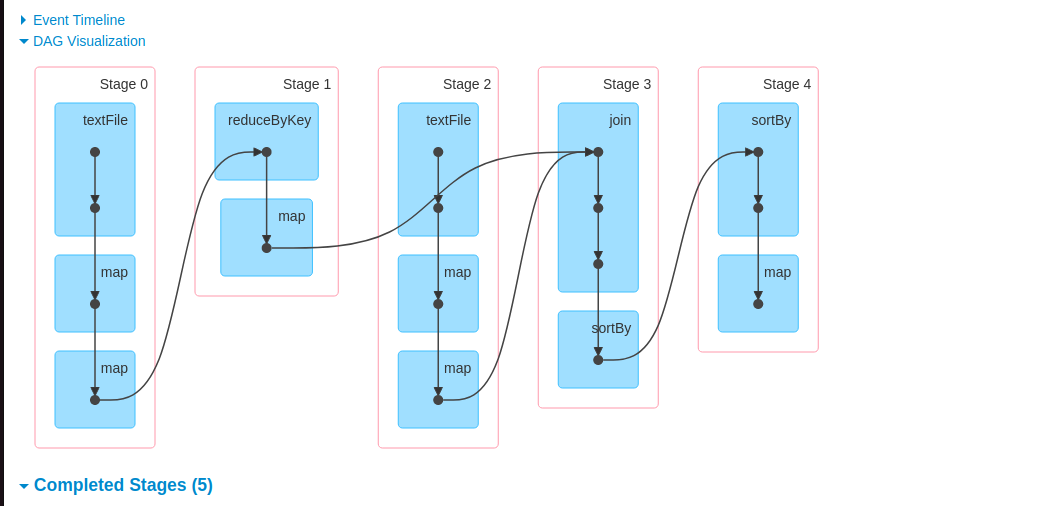 Event Timeline
DAG Visualization
Stage 0
textFile
map
map
Stage 1
reduceByKey
map
Stage 2
textFile
map
map
Stage 3
join
sortBy
Stage 4
sortBy
map
Completed Stages (5)